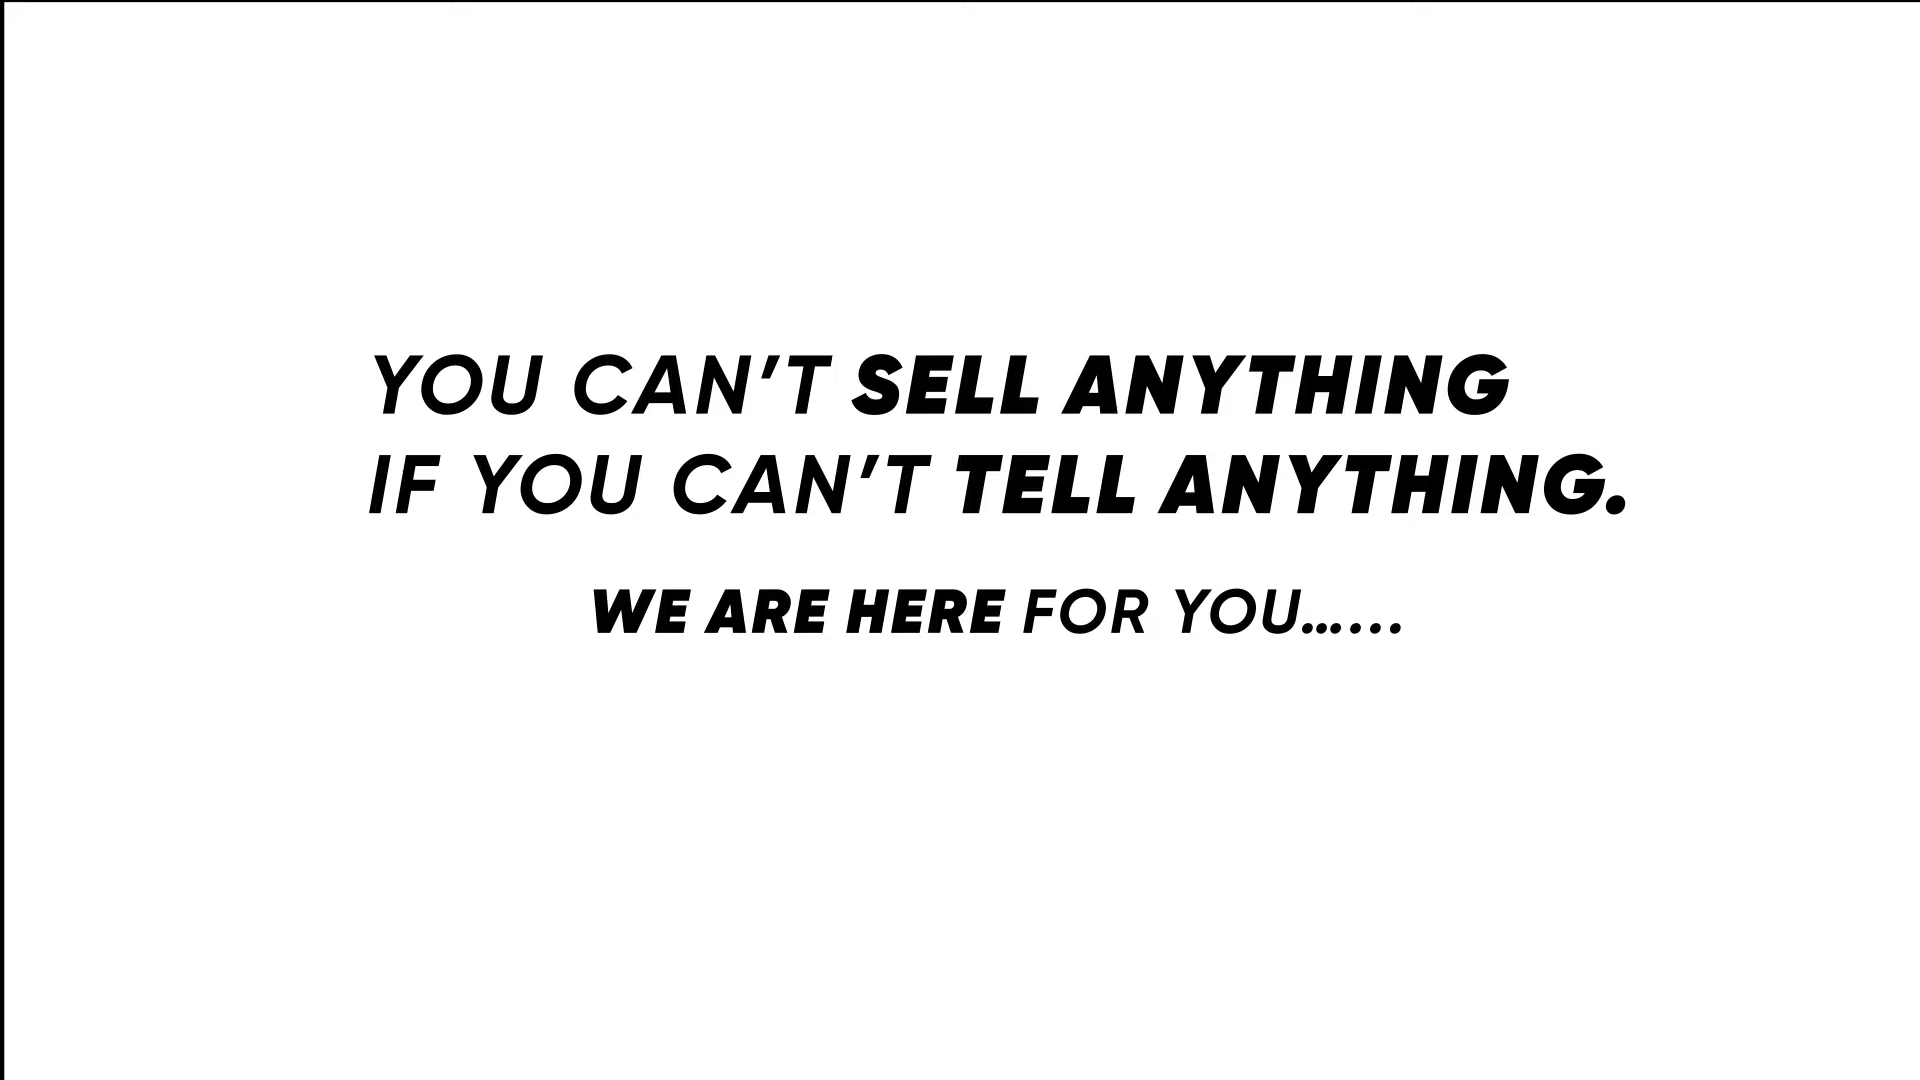 YOU CAN’T SELL ANYTHING
IF YOU CAN’T TELL ANYTHING.
WE ARE HERE FOR YOU…...